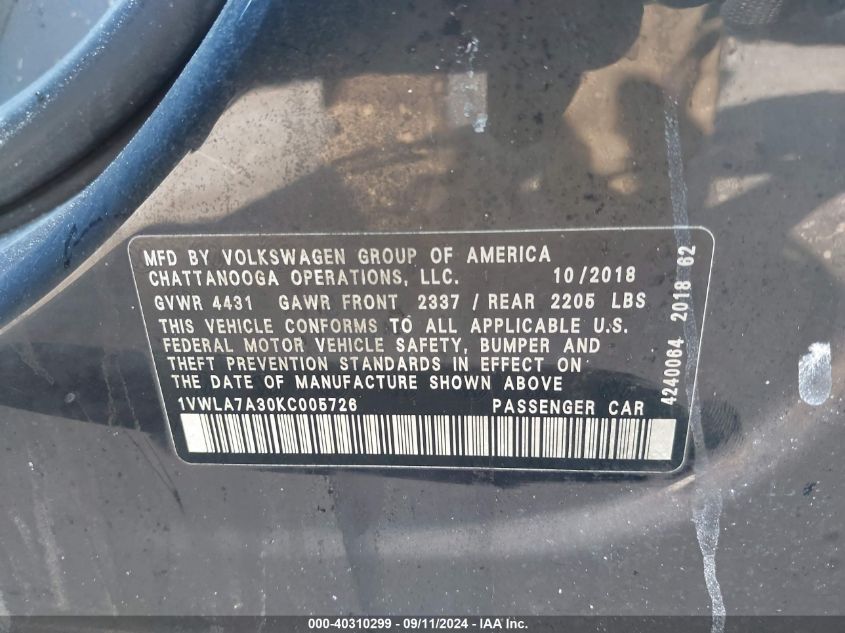 MFD BY VOLKSWAGEN GROUP OF AMERICA
CHATTANOOGA OPERATIONS, LLC. 10/2018
GVWR 4431 GAWR FRONT 2337 / REAR 2205 LBS
THIS VEHICLE CONFORMS TO ALL APPLICABLE U.S.
FEDERAL MOTOR VEHICLE SAFETY, BUMPER AND
THEFT PREVENTION STANDARDS IN EFFECT ON
THE DATE OF MANUFACTURE SHOWN ABOVE
1VWLA7A30KC005726 PASSENGER CAR
4240064 2018 62
000-40310299 - 09/11/2024 - IAA Inc.